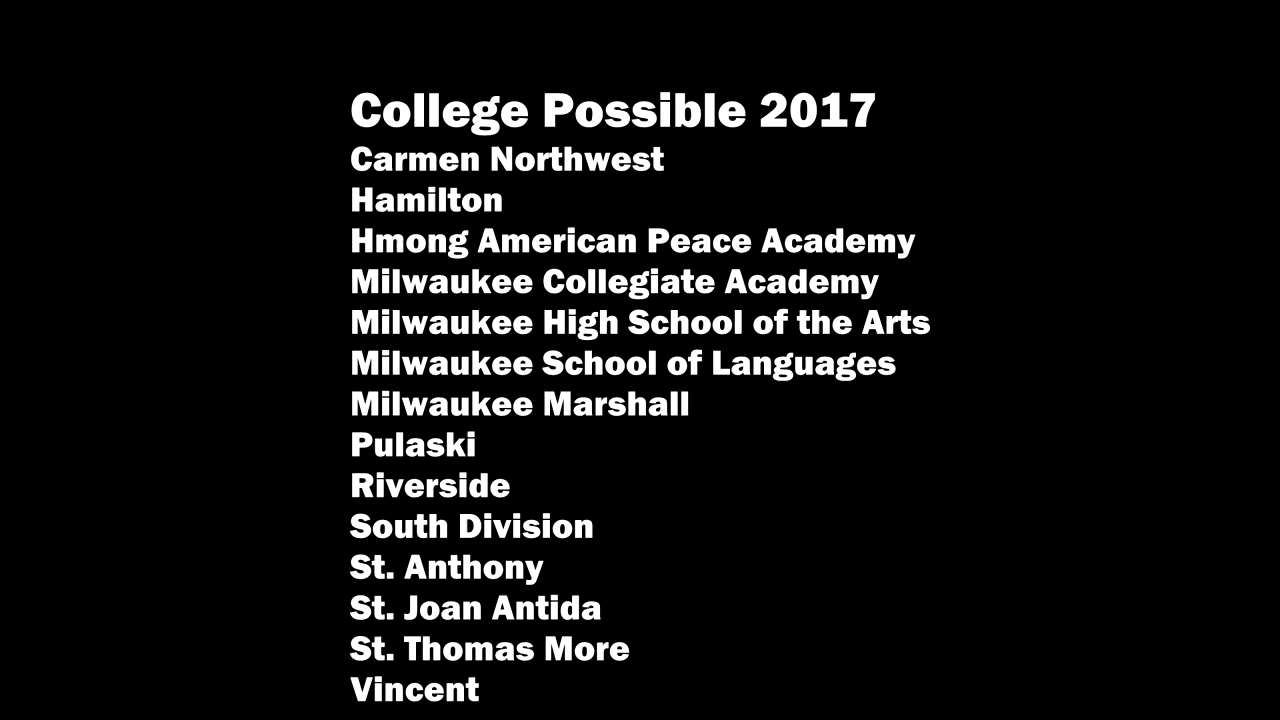 College Possible 2017
Carmen Northwest
Hamilton
Hmong American Peace Academy
Milwaukee Collegiate Academy
Milwaukee High School of the Arts
Milwaukee School of Languages
Milwaukee Marshall
Pulaski
Riverside
South Division
St. Anthony
St. Joan Antida
St. Thomas More
Vincent